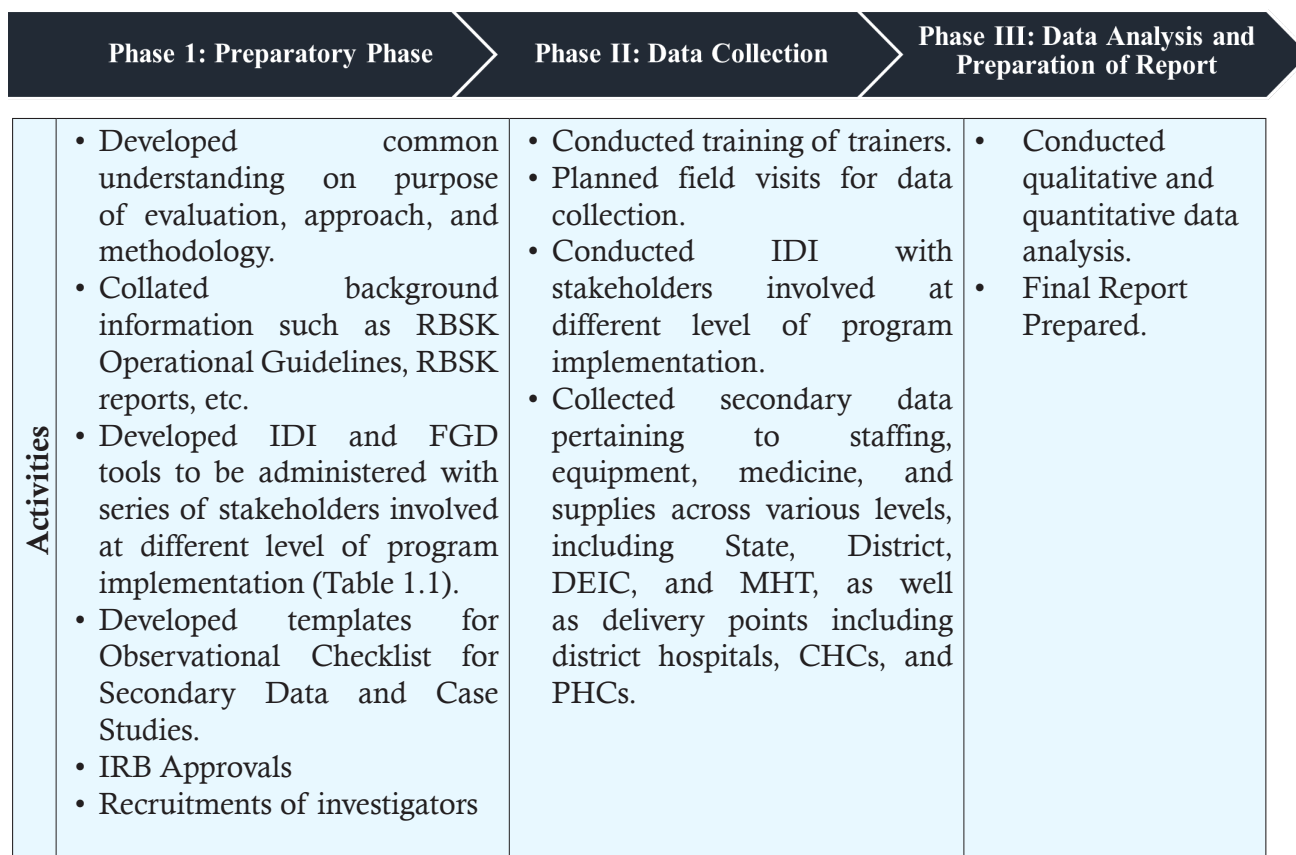 Phase 1: Preparatory Phase
Phase II: Data Collection
Phase III: Data Analysis and
Preparation of Report
Activities
• Developed common
understanding on purpose
of evaluation, approach, and
methodology.
• Collated background
information such as RBSK
Operational Guidelines, RBSK
reports, etc.
• Developed IDI and FGD
tools to be administered with
series of stakeholders involved
at different level of program
implementation (Table 1.1).
• Developed templates for
Observational Checklist for
Secondary Data and Case
Studies.
• IRB Approvals
• Recruitments of investigators
• Conducted training of trainers.
• Planned field visits for data
collection.
• Conducted IDI with
stakeholders involved at
different level of program
implementation.
• Collected secondary data
pertaining to staffing,
equipment, medicine, and
supplies across various levels,
including State, District,
DEIC, and MHT, as well
as delivery points including
district hospitals, CHCs, and
PHCs.
• Conducted
qualitative and
quantitative data
analysis.
• Final Report
Prepared.